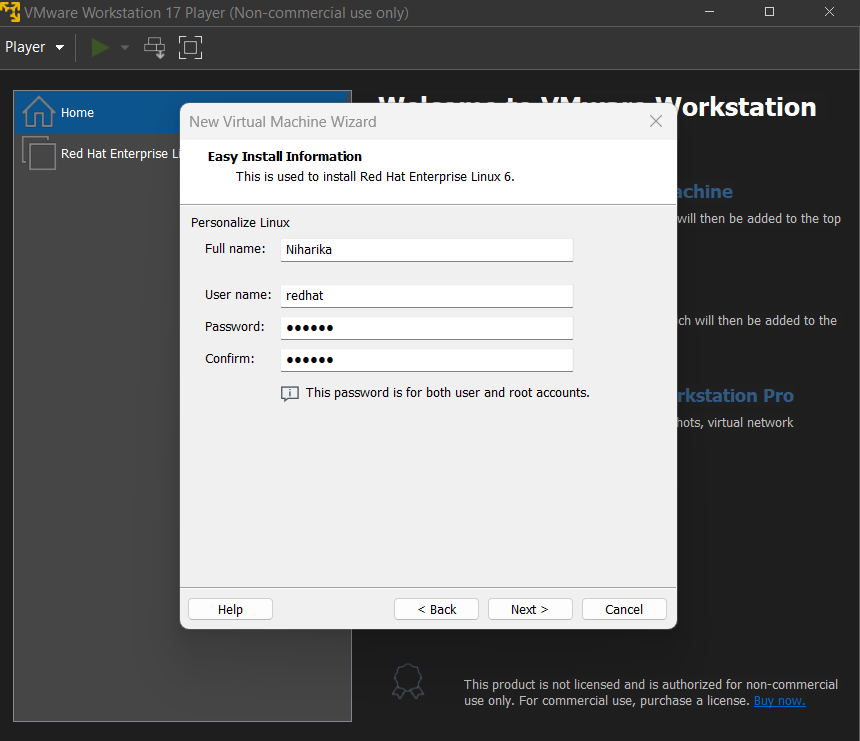 VMware Workstation 17 Player (Non-commercial use only)
Player
Home
Red Hat Enterprise Li
Welcome to VMware Workstation
achine
will then be added to the top
ch will then be added to the
rkstation Pro
hots, virtual network
New Virtual Machine Wizard
Easy Install Information
This is used to install Red Hat Enterprise Linux 6.
Personalize Linux
Full name: Niharika
User name: redhat
Password: ●●●●●●
Confirm: ●●●●●●
This password is for both user and root accounts.
Help < Back Next > Cancel
This product is not licensed and is authorized for non-commercial
use only. For commercial use, purchase a license. Buy now.